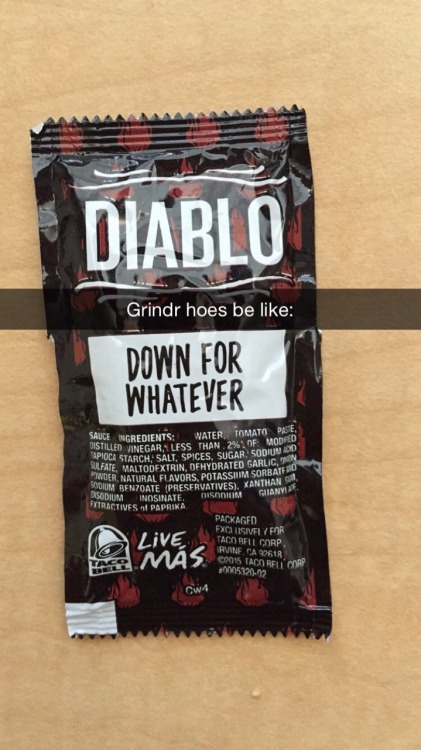 DIABLO
Grindr hoes be like:
DOWN FOR
WHATEVER
SAUCE INGREDIENTS: WATER, TOMATO PASTE,
DISTILLED VINEGAR, LESS THAN .2% OF: MODIFIED
TAPIOCA STARCH, SALT, SPICES, SUGAR, SODIUM ACID
SULFATE, MALTODEXTRIN, DEHYDRATED GARLIC, ONION
POWDER, NATURAL FLAVORS, POTASSIUM SORBATE AND
SODIUM BENZOATE (PRESERVATIVES), XANTHAN GUM,
DISODIUM INOSINATE, DISODIUM GUANYLATE,
EXTRACTIVES of PAPRIKA.
TACO
BELL
LiVE
MÁS
PACKAGED
EXCLUSIVELY FOR
TACO BELL CORP.,
IRVINE, CA 92618
©2015 TACO BELL CORP.
#0005320-02
CW4